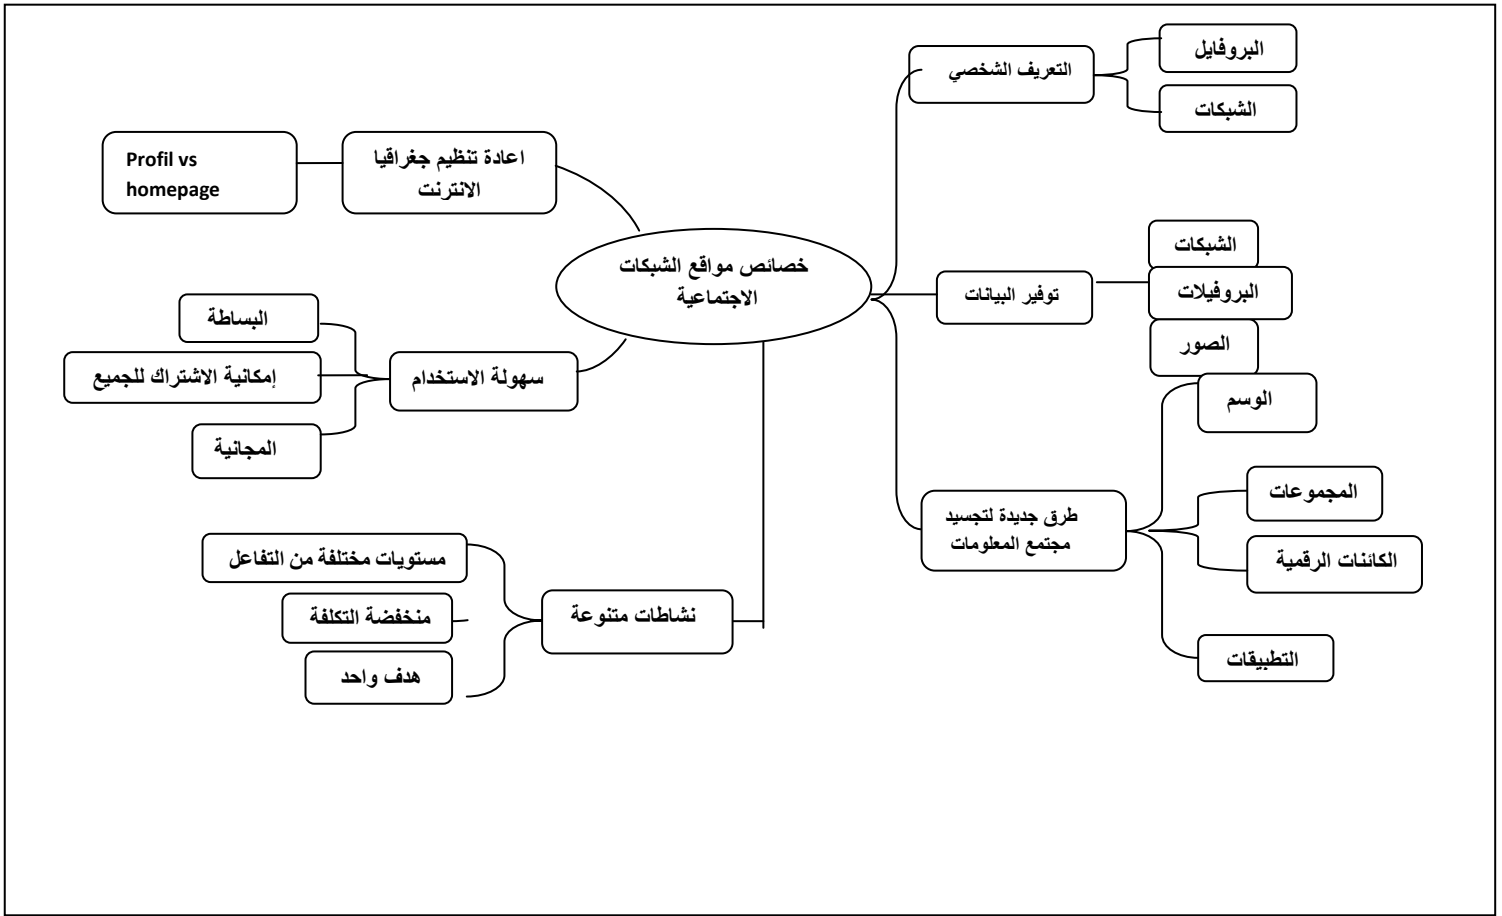 خصائص مواقع الشبكات
الاجتماعية
التعريف الشخصي
البروفايل
الشبكات
توفير البيانات
الشبكات
البروفيلات
الصور
طرق جديدة لتجسيد
مجتمع المعلومات
الوسم
المجموعات
الكائنات الرقمية
التطبيقات
اعادة تنظيم جغراقيا
الانترنت
Profil vs
homepage
سهولة الاستخدام
البساطة
إمكانية الاشتراك للجميع
المجانية
نشاطات متنوعة
مستويات مختلفة من التفاعل
منخفضة التكلفة
هدف واحد